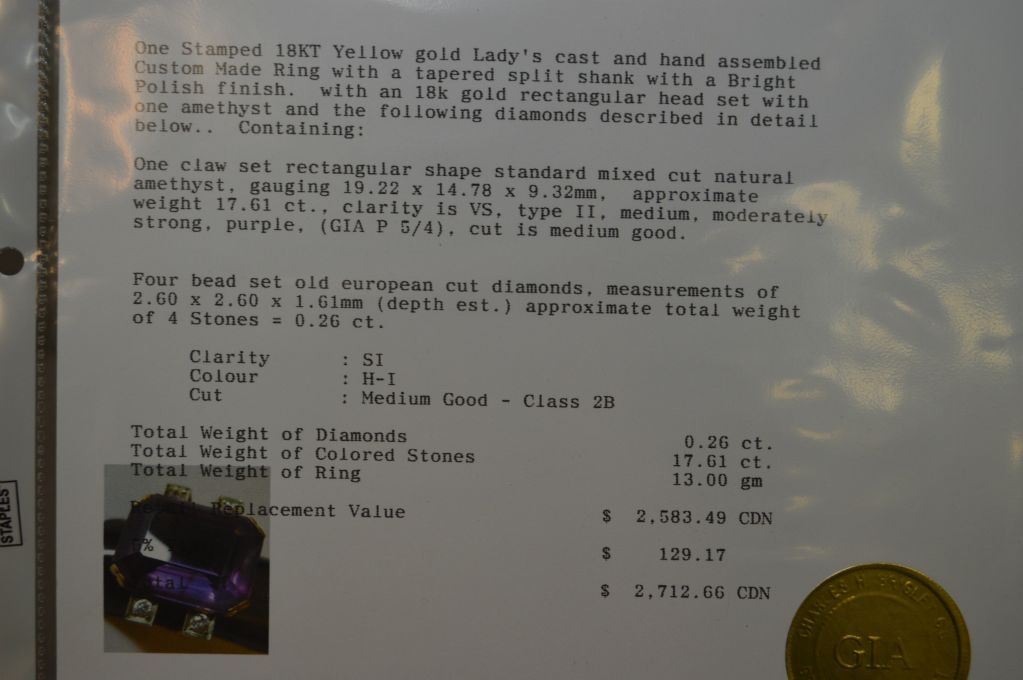 One Stamped 18KT Yellow gold Lady's cast and hand assembled
Custom Made Ring with a tapered split shank with a Bright
Polish finish. with an 18k gold rectangular head set with
one amethyst and the following diamonds described in detail
below.. Containing:
One claw set rectangular shape standard mixed cut natural
amethyst, gauging 19.22 x 14.78 x 9.32mm, approximate
weight 17.61 ct., clarity is VS, type II, medium, moderately
strong, purple, (GIA P 5/4), cut is medium good.
Four bead set old european cut diamonds, measurements of
2.60 x 2.60 x 1.61mm (depth est.) approximate total weight
of 4 Stones = 0.26 ct.
Clarity : SI
Colour : H-I
Cut : Medium Good - Class 2B
Total Weight of Diamonds 0.26 ct.
Total Weight of Colored Stones 17.61 ct.
Total Weight of Ring 13.00 gm
Replacement Value $ 2,583.49 CDN
% $ 129.17
$ 2,712.66 CDN
STAPLES
CHARLES H.
GIA